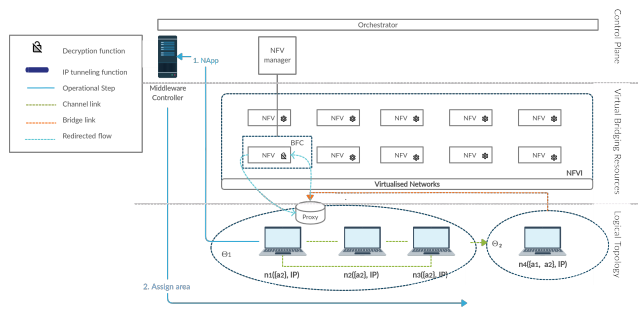 Orchestrator
Control Plane
Decryption function
IP tunneling function
Operational Step
Channel link
Bridge link
Redirected flow
1. NApp
NFV
manager
Middleware
Controller
Virtual Bridging Resources
NFV
NFV
NFV
NFV
NFV
BFC
NFV
NFV
NFV
NFV
NFV
NFVI
Virtualised Networks
Proxy
Logical Topology
Θ1
Θ2
n1({a2}, IP)
n2({a2}, IP)
n3({a2}, IP)
n4({a1, a2}, IP)
2. Assign area